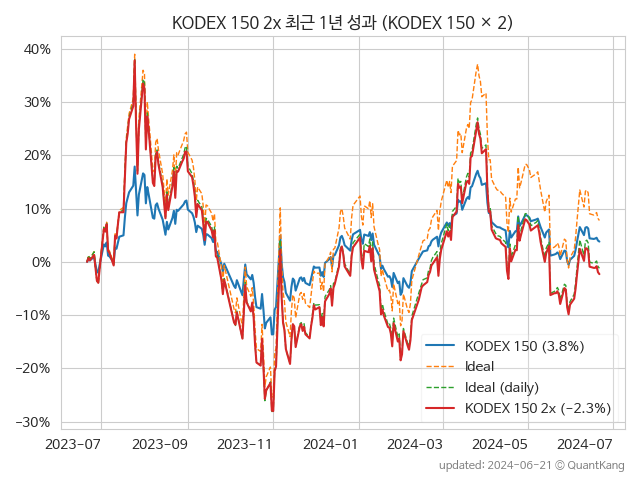 KODEX 150 2x 최근 1년 성과 (KODEX 150 × 2)
40%
30%
20%
10%
0%
−10%
−20%
−30%
KODEX 150 (3.8%)
Ideal
Ideal (daily)
KODEX 150 2x (−2.3%)
2023-07 2023-09 2023-11 2024-01 2024-03 2024-05 2024-07
updated: 2024-06-21 @ QuantKang